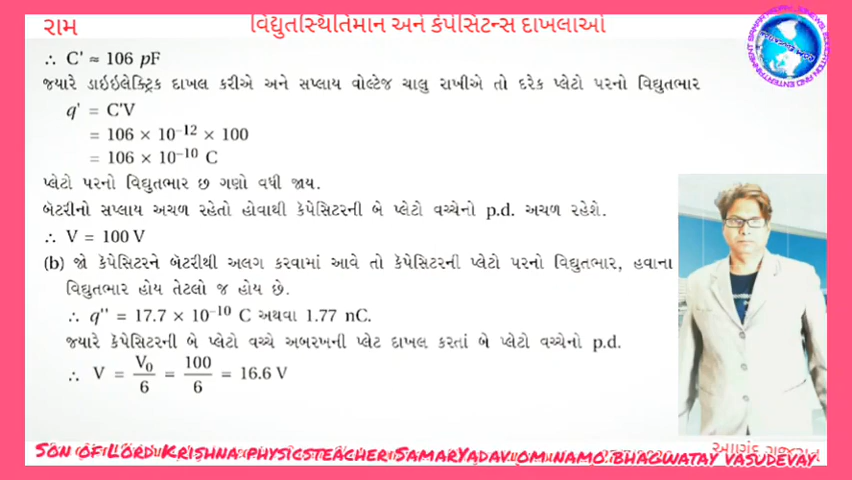 રામ
વિદ્યુતસ્થિતિમાન અને કેપેસિટન્સ દાખલાઓ
∴ C' ≈ 106 pF
જ્યારે ડાઇઇલેક્ટ્રિક દાખલ કરીએ અને સપ્લાય વોલ્ટેજ ચાલુ રાખીએ તો દરેક પ્લેટો પરનો વિદ્યુતભાર
q' = C'V
= 106 × 10⁻¹² × 100
= 106 × 10⁻¹⁰ C
પ્લેટો પરનો વિદ્યુતભાર છ ગણો વધી જાય.
બૅટરીનો સપ્લાય અચળ રહેતો હોવાથી કૅપેસિટરની બે પ્લેટો વચ્ચેનો p.d. અચળ રહેશે.
∴ V = 100 V
(b) જો કૅપેસિટરને બૅટરીથી અલગ કરવામાં આવે તો કૅપેસિટરની પ્લેટો પરનો વિદ્યુતભાર, હવાના
વિદ્યુતભાર હોય તેટલો જ હોય છે.
∴ q'' = 17.7 × 10⁻¹⁰ C અથવા 1.77 nC.
જ્યારે કૅપેસિટરની બે પ્લેટો વચ્ચે અબરખની પ્લેટ દાખલ કરતાં બે પ્લેટો વચ્ચેનો p.d.
∴ V = V₀/6 = 100/6 = 16.6 V
Son of Lord Krishna physicsteacher SamarYadav om namo bhagwatay vasudevay